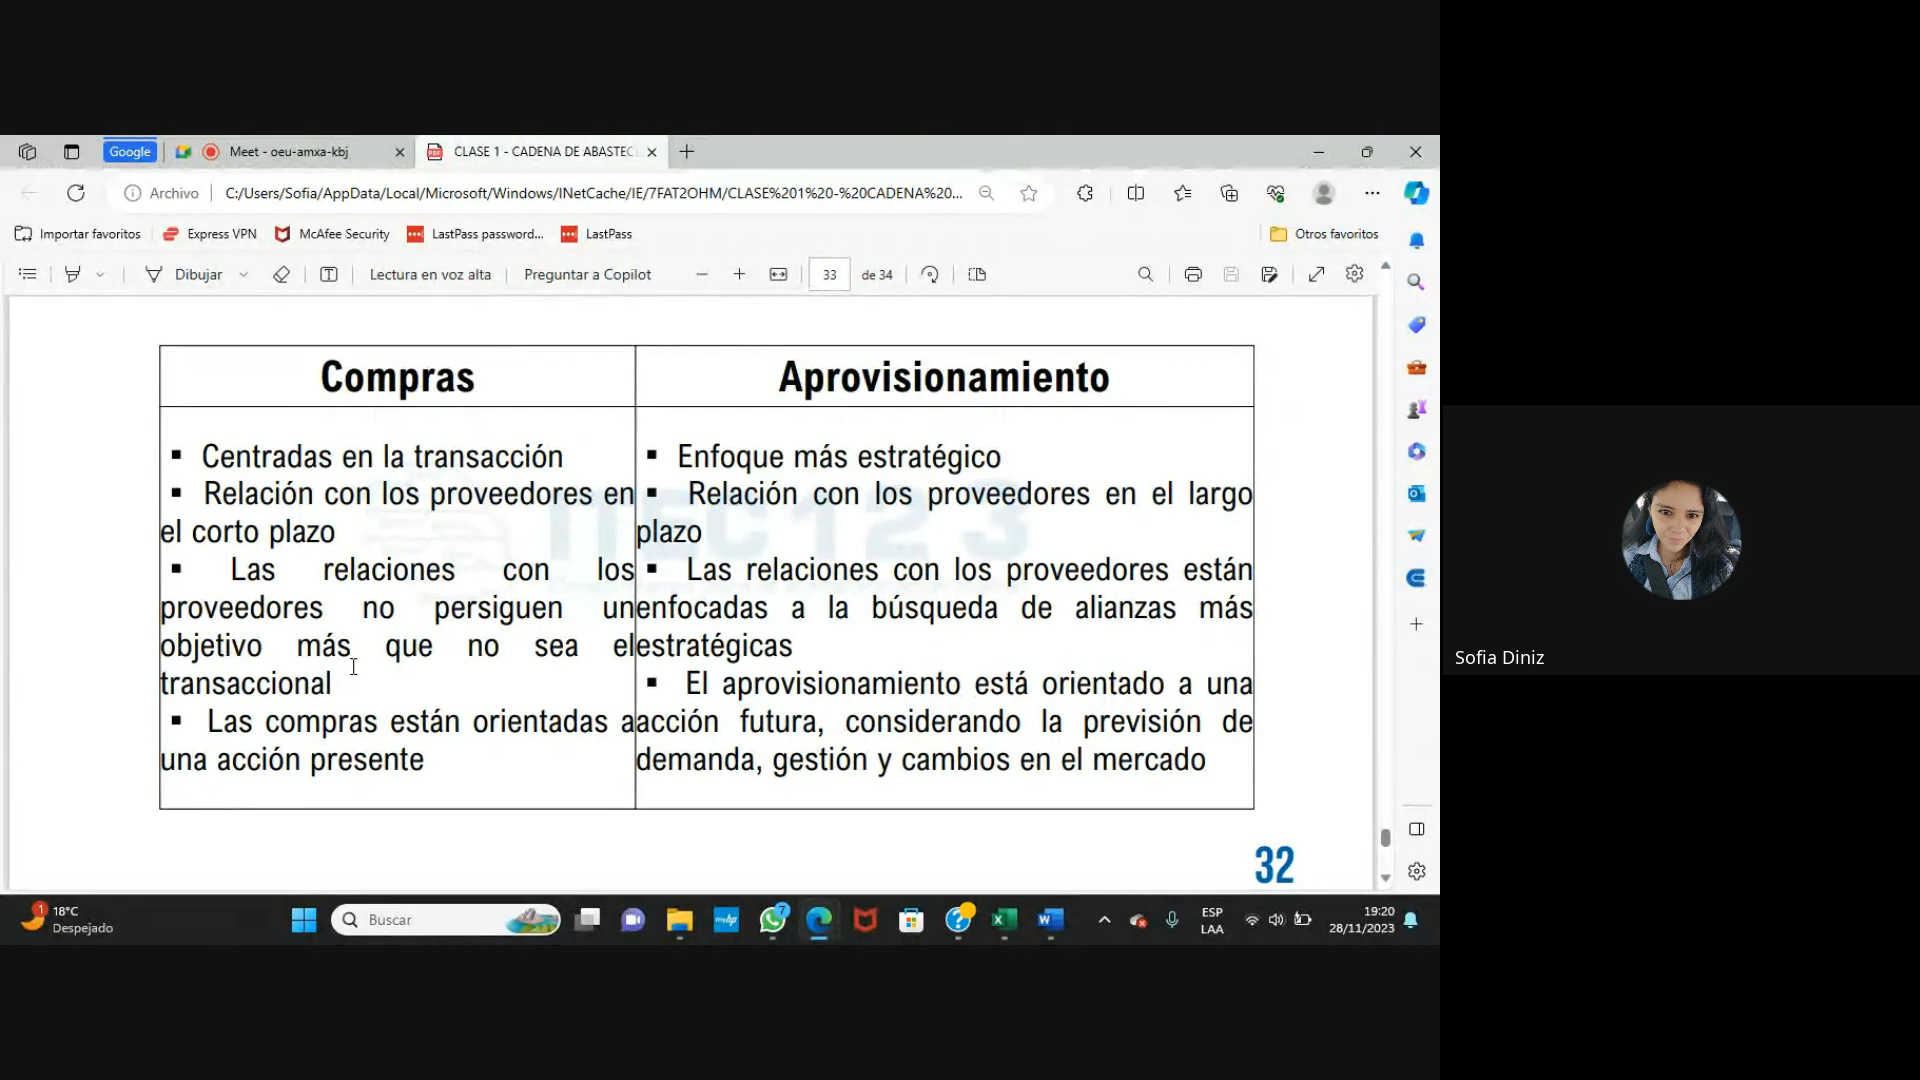 Google
Meet - oeu-amxa-kbj
CLASE 1 - CADENA DE ABASTEC
Archivo
C:/Users/Sofia/AppData/Local/Microsoft/Windows/INetCache/IE/7FAT2OHM/CLASE%201%20-%20CADENA%20...
Importar favoritos
Express VPN
McAfee Security
LastPass password...
LastPass
Otros favoritos
Dibujar
Lectura en voz alta
Preguntar a Copilot
33
de 34
Compras
Aprovisionamiento
▪ Centradas en la transacción
▪ Relación con los proveedores en
el corto plazo
▪ Las relaciones con los
proveedores no persiguen un
objetivo más que no sea el
transaccional
▪ Las compras están orientadas a
una acción presente
▪ Enfoque más estratégico
▪ Relación con los proveedores en el largo
plazo
▪ Las relaciones con los proveedores están
enfocadas a la búsqueda de alianzas más
estratégicas
▪ El aprovisionamiento está orientado a una
acción futura, considerando la previsión de
demanda, gestión y cambios en el mercado
ITEC 1 2 3
32
Sofia Diniz
1
18°C
Despejado
Buscar
myhp
7
ESP
LAA
19:20
28/11/2023